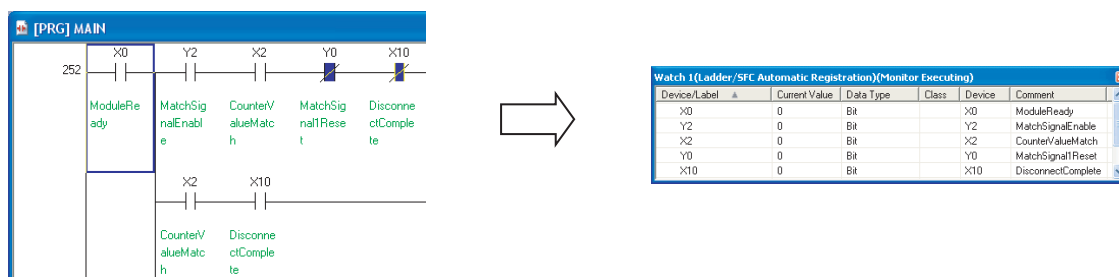 [PRG] MAIN
X0 Y2 X2 Y0 X10
252
ModuleRe MatchSig CounterV MatchSig Disconne
ady nalEnabl alueMatc nal1Rese ctComple
e h t te
X2 X10
CounterV Disconne
alueMatc ctComple
h te
Watch 1(Ladder/SFC Automatic Registration)(Monitor Executing)
Device/Label Current Value Data Type Class Device Comment
X0 0 Bit X0 ModuleReady
Y2 0 Bit Y2 MatchSignalEnable
X2 0 Bit X2 CounterValueMatch
Y0 0 Bit Y0 MatchSignal1Reset
X10 0 Bit X10 DisconnectComplete